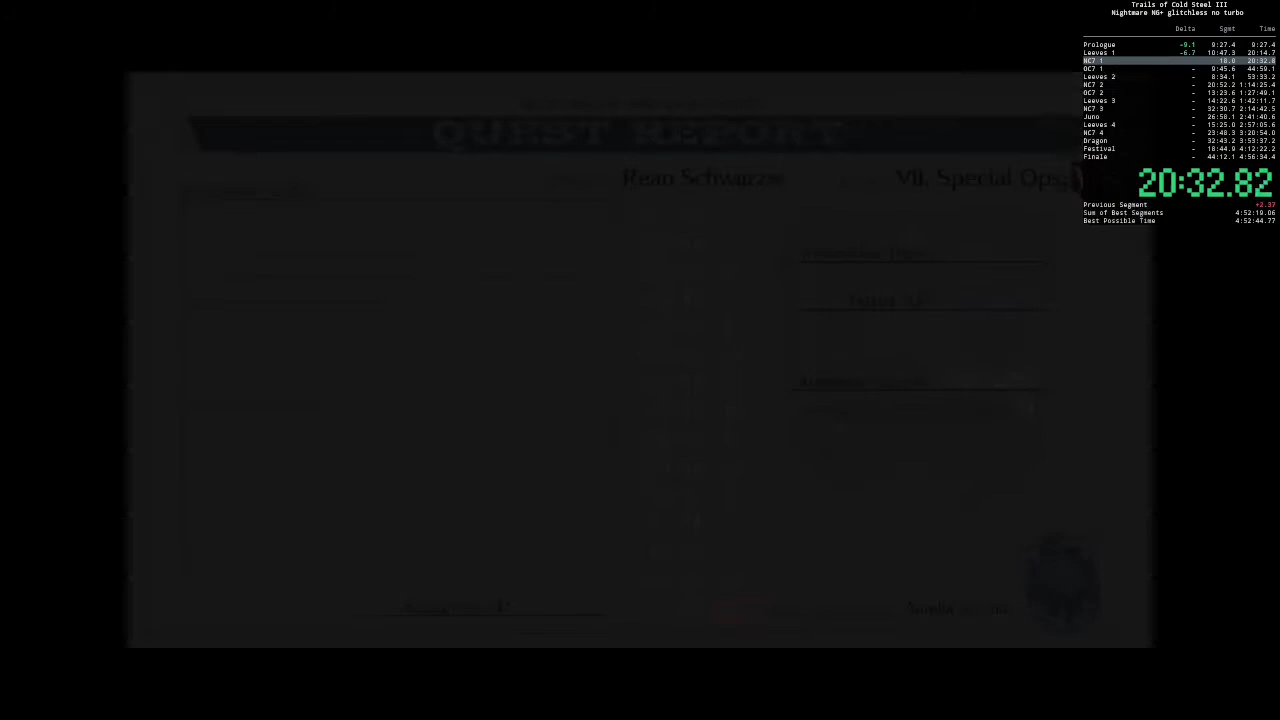 Trails of Cold Steel III
Nightmare NG+ glitchless no turbo
Delta Sgmt Time
Prologue -9.1 9:27.4 9:27.4
Leeves 1 -6.7 10:47.3 20:14.7
NC7 1 18.0 20:32.8
OC7 1 - 9:45.6 44:59.1
Leeves 2 - 8:34.1 53:33.2
NC7 2 - 20:52.2 1:14:25.4
OC7 2 - 13:23.6 1:27:49.1
Leeves 3 - 14:22.6 1:42:11.7
NC7 3 - 32:30.7 2:14:42.5
Juno - 26:58.1 2:41:40.6
Leeves 4 - 15:25.0 2:57:05.6
NC7 4 - 23:48.3 3:20:54.0
Dragon - 32:43.2 3:53:37.2
Festival - 18:44.9 4:12:22.2
Finale - 44:12.1 4:56:34.4
20:32.82
Previous Segment +2.37
Sum of Best Segments 4:52:19.06
Best Possible Time 4:52:44.77
QUEST REPORT
Rean Schwarzer
VII, Special Ops.